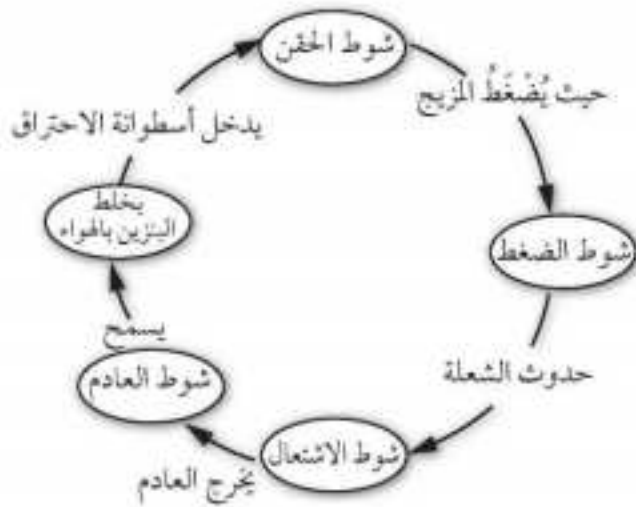 شوط الحقن
حيث يُضْغَطُ المزيج
شوط الضغط
حدوث الشعلة
شوط الاشتعال
يخرج العادم
شوط العادم
يسمح
يخلط
البنزين بالهواء
يدخل أسطوانة الاحتراق